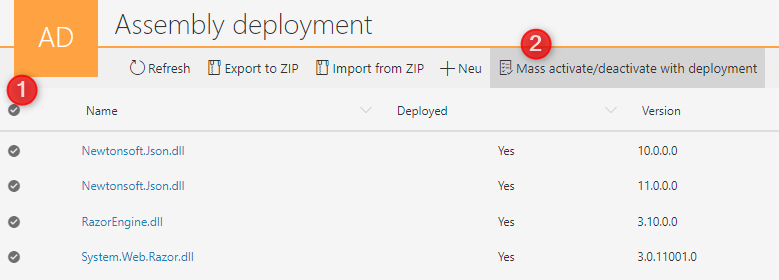 AD
Assembly deployment
2
Refresh Export to ZIP Import from ZIP Neu Mass activate/deactivate with deployment
1
Name Deployed Version
Newtonsoft.Json.dll Yes 10.0.0.0
Newtonsoft.Json.dll Yes 11.0.0.0
RazorEngine.dll Yes 3.10.0.0
System.Web.Razor.dll Yes 3.0.11001.0